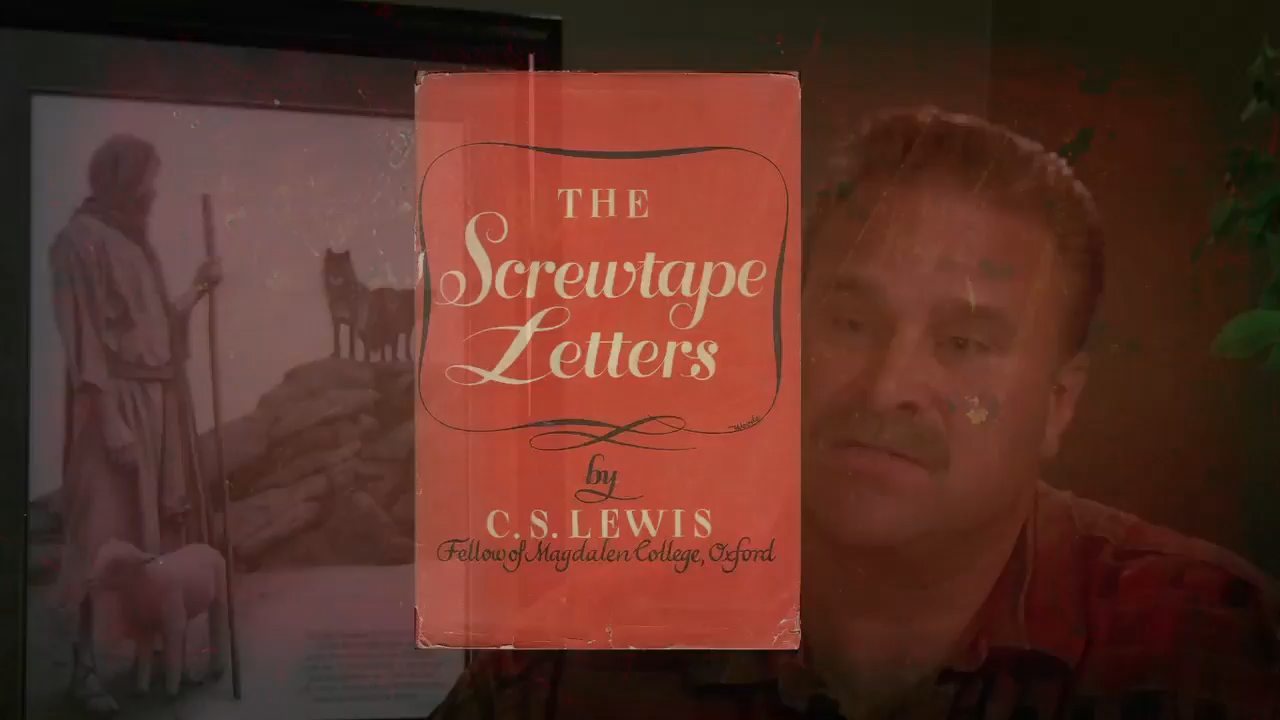 THE
Screwtape
Letters
by
C. S. LEWIS
Fellow of Magdalen College, Oxford